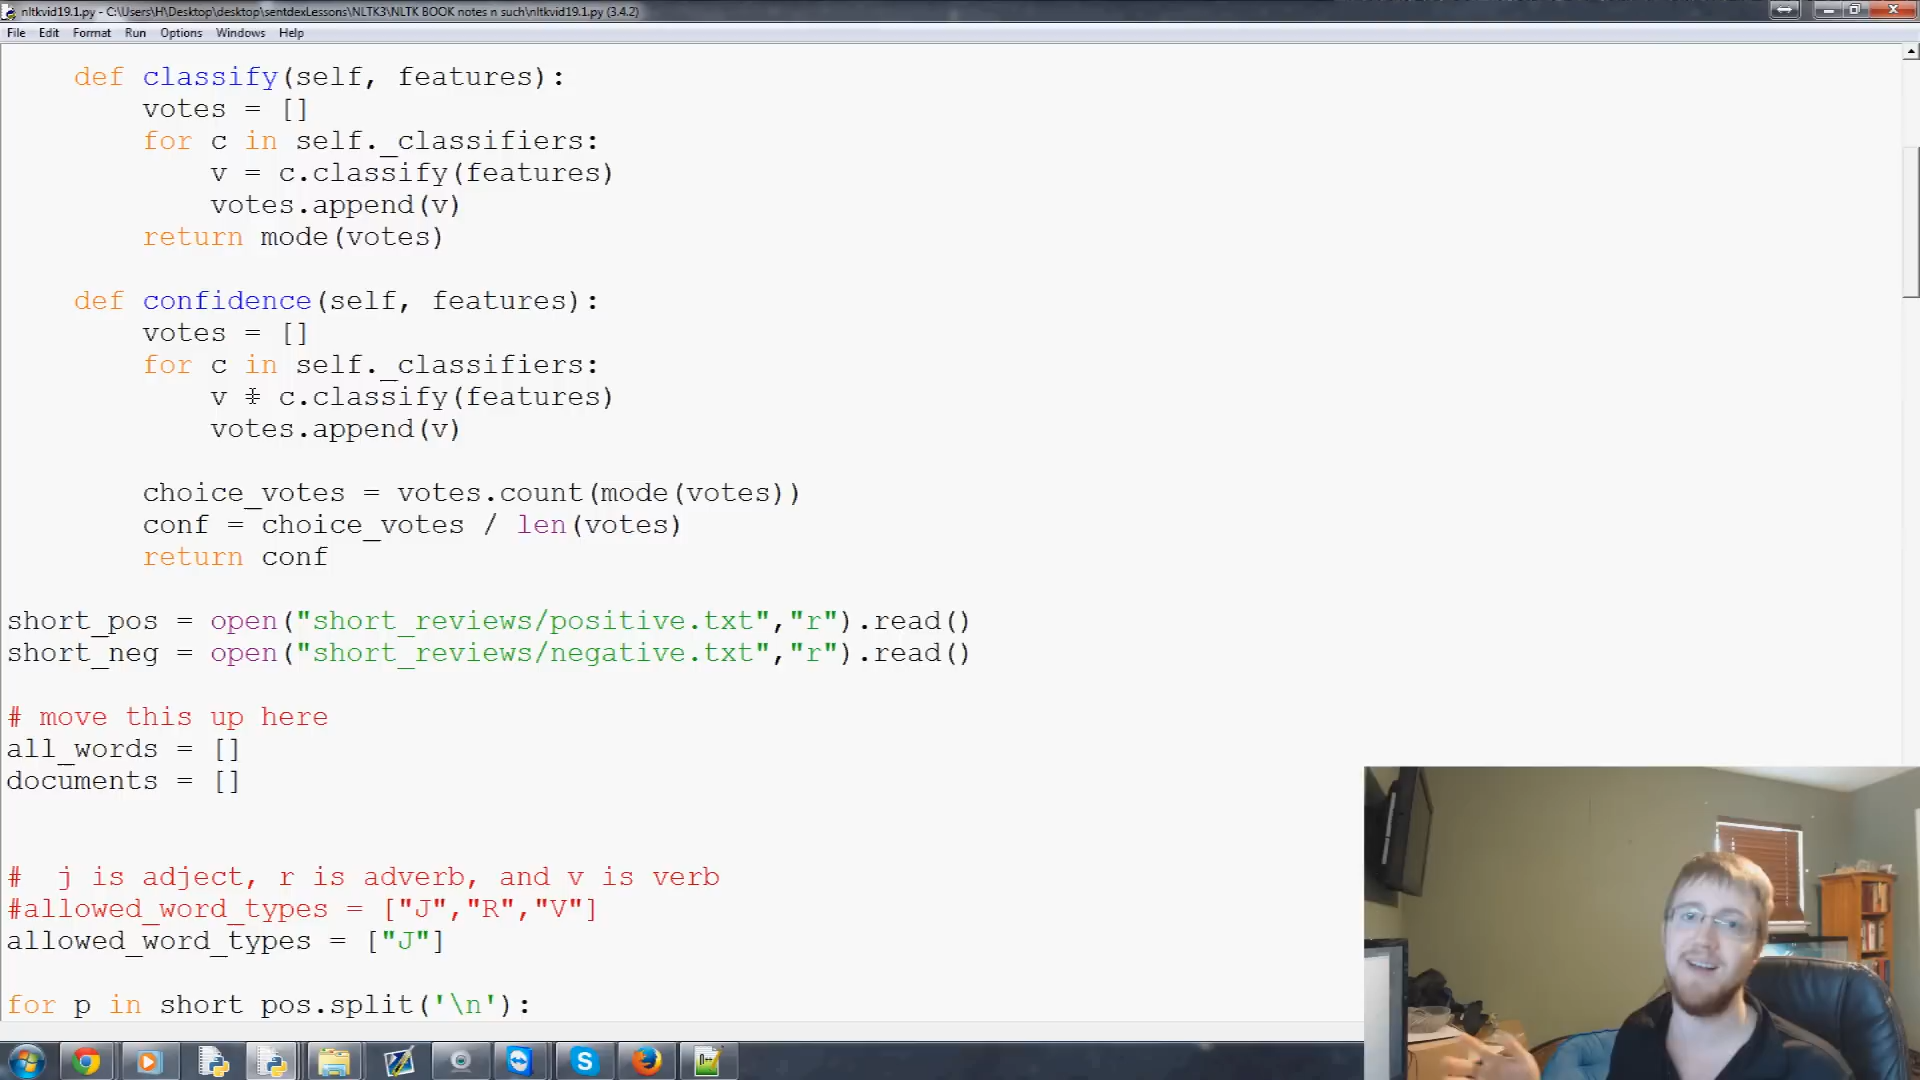 nltkvid19.1.py - C:\Users\H\Desktop\desktop\sentdexLessons\NLTK3\NLTK BOOK notes n such\nltkvid19.1.py (3.4.2)
File Edit Format Run Options Windows Help
def classify(self, features):
votes = []
for c in self._classifiers:
v = c.classify(features)
votes.append(v)
return mode(votes)
def confidence(self, features):
votes = []
for c in self._classifiers:
v = c.classify(features)
votes.append(v)
choice_votes = votes.count(mode(votes))
conf = choice_votes / len(votes)
return conf
short_pos = open("short_reviews/positive.txt","r").read()
short_neg = open("short_reviews/negative.txt","r").read()
# move this up here
all_words = []
documents = []
#  j is adject, r is adverb, and v is verb
#allowed_word_types = ["J","R","V"]
allowed_word_types = ["J"]
for p in short_pos.split('\n'):